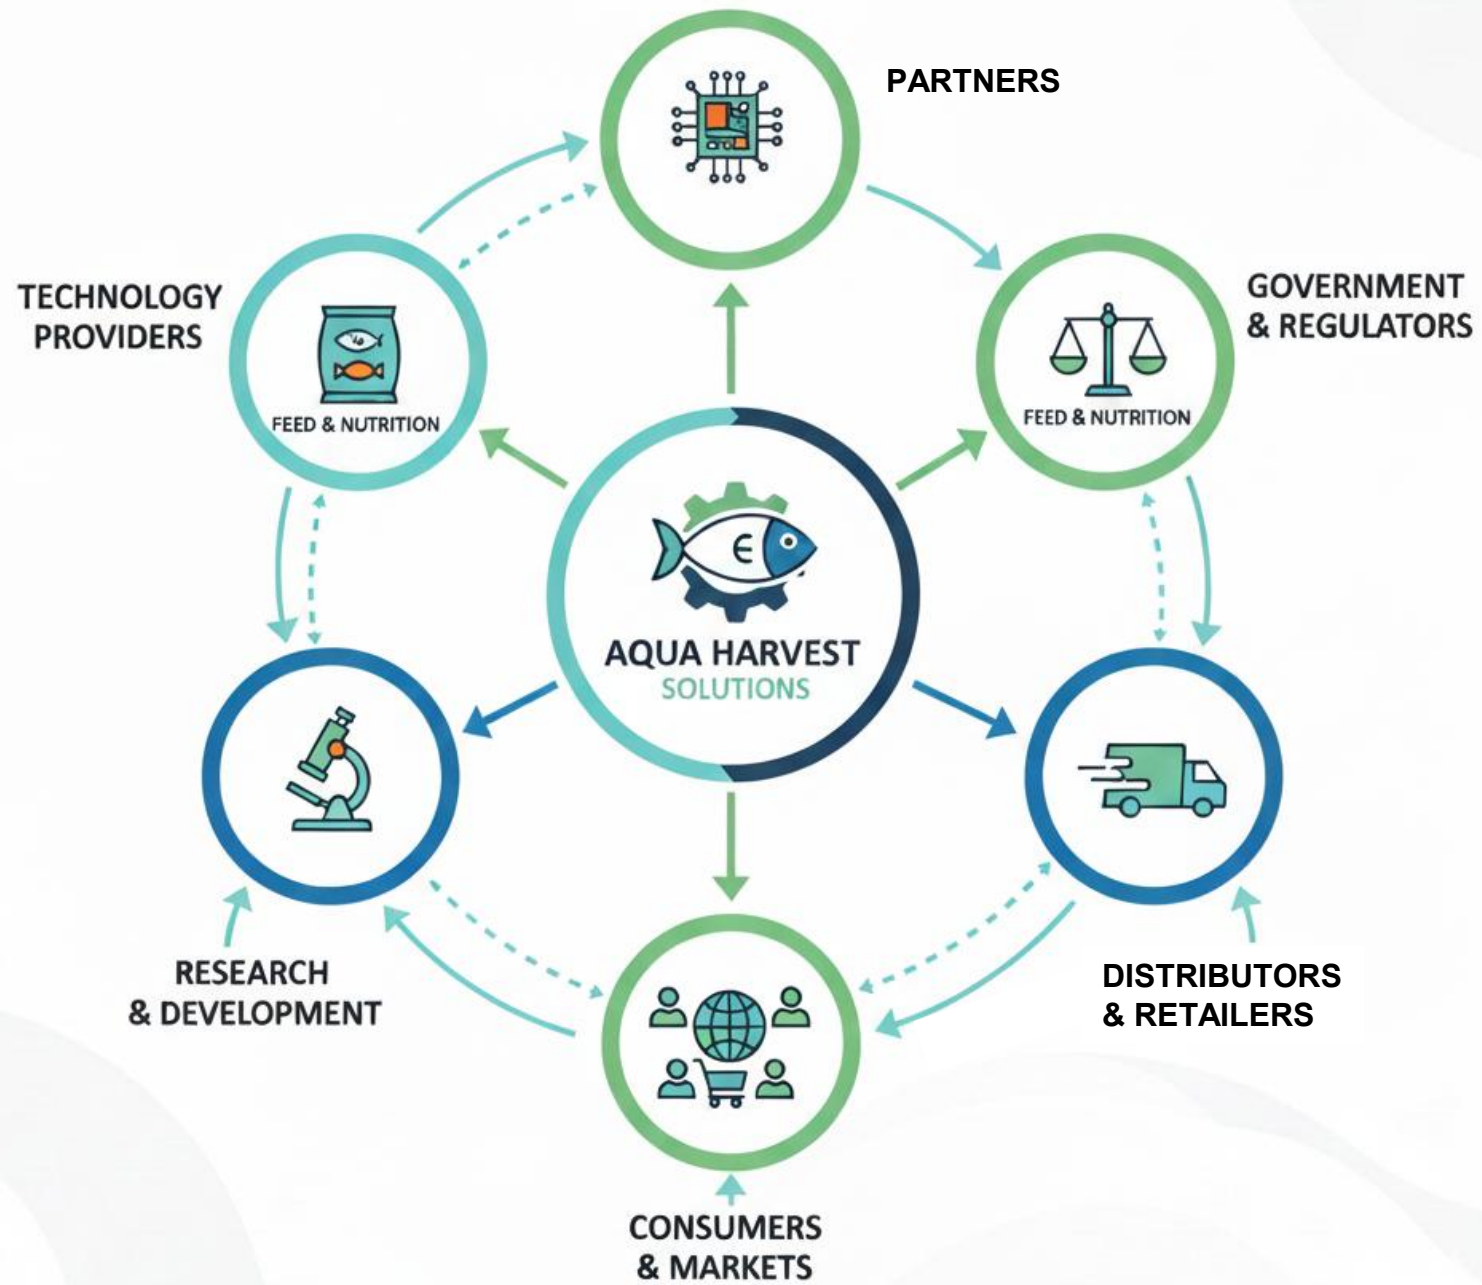 PARTNERS
TECHNOLOGY
PROVIDERS
GOVERNMENT
& REGULATORS
FEED & NUTRITION
FEED & NUTRITION
Є
AQUA HARVEST
SOLUTIONS
RESEARCH
& DEVELOPMENT
DISTRIBUTORS
& RETAILERS
CONSUMERS
& MARKETS